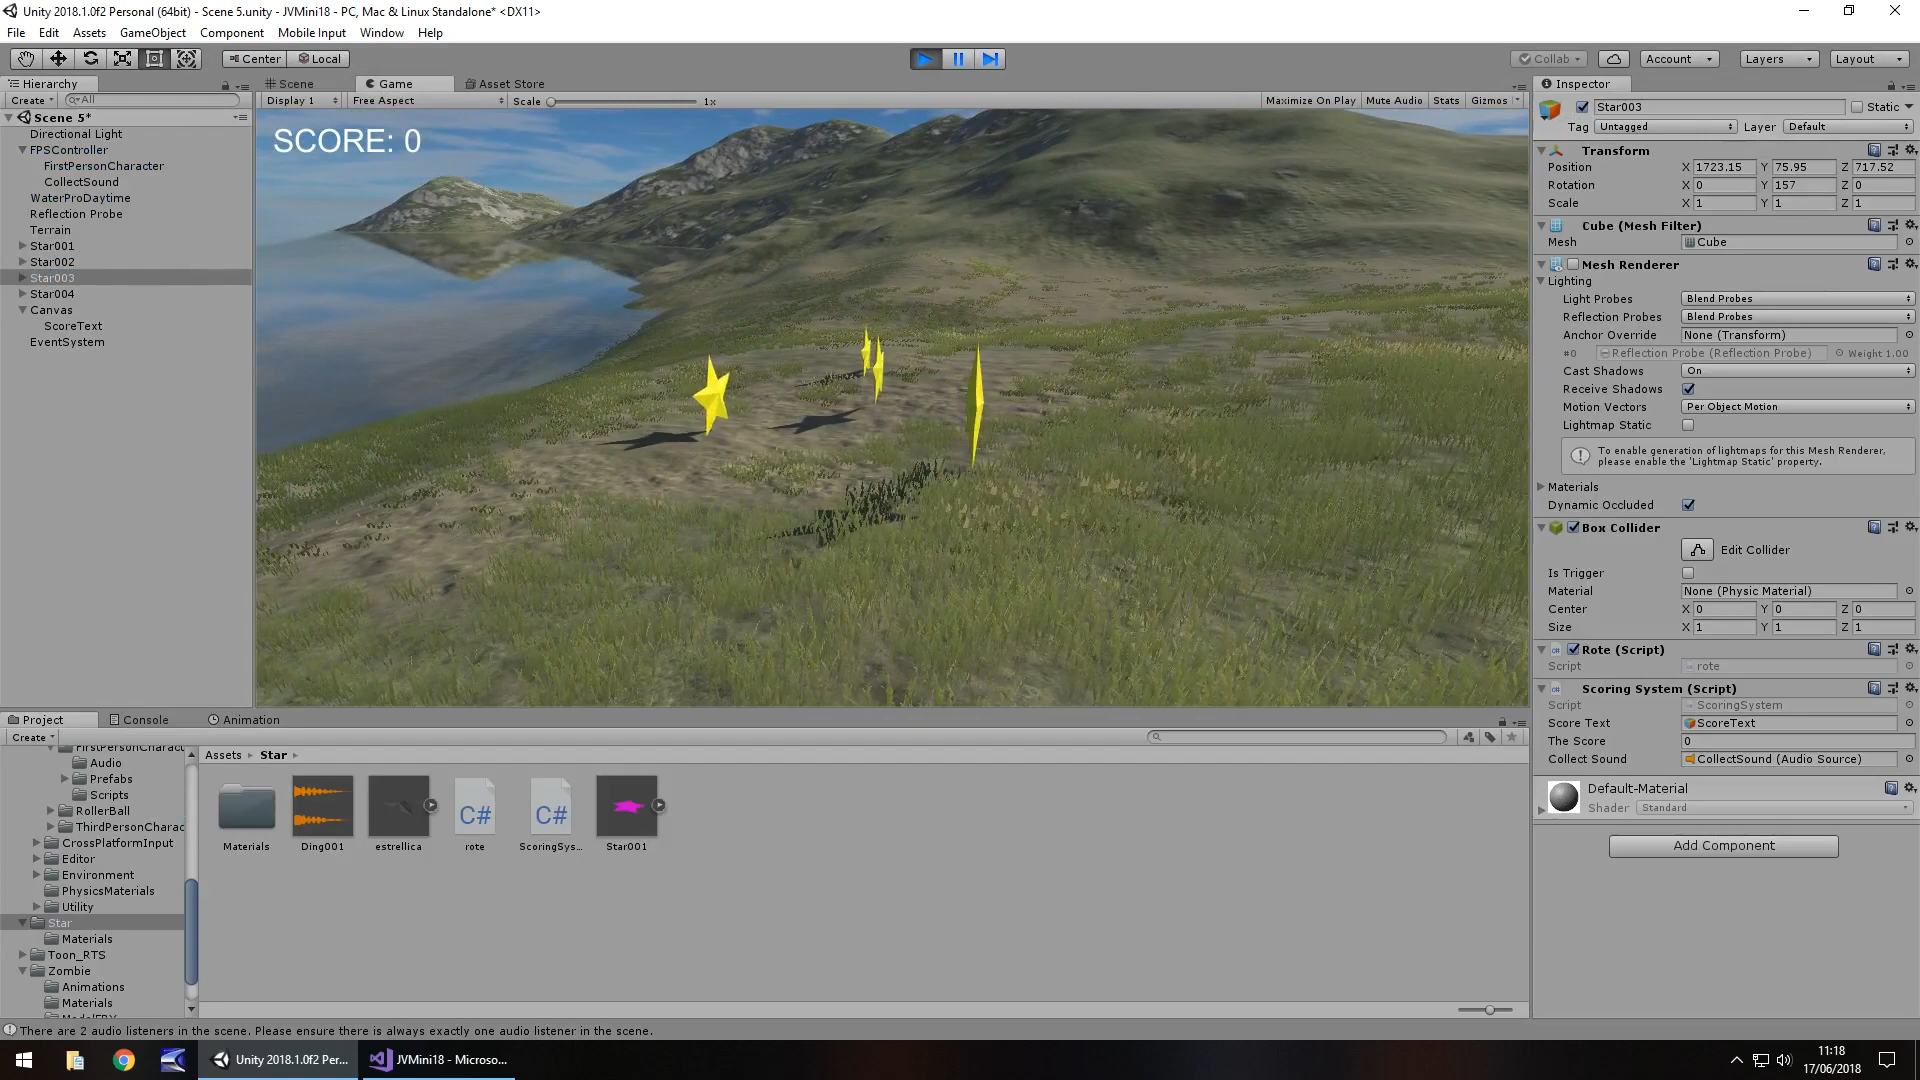 Unity 2018.1.0f2 Personal (64bit) - Scene 5.unity - JVMini18 - PC, Mac & Linux Standalone* <DX11>
File Edit Assets GameObject Component Mobile Input Window Help
Center Local Collab Account Layers Layout
Hierarchy
Create All
Scene 5*
Directional Light
FPSController
FirstPersonCharacter
CollectSound
WaterProDaytime
Reflection Probe
Terrain
Star001
Star002
Star003
Star004
Canvas
ScoreText
EventSystem
Scene Game Asset Store
Display 1 Free Aspect Scale 1x Maximize On Play Mute Audio Stats Gizmos
SCORE: 0
Inspector
Star003 Static
Tag Untagged Layer Default
Transform
Position X 1723.15 Y 75.95 Z 717.52
Rotation X 0 Y 157 Z 0
Scale X 1 Y 1 Z 1
Cube (Mesh Filter)
Mesh Cube
Mesh Renderer
Lighting
Light Probes Blend Probes
Reflection Probes Blend Probes
Anchor Override None (Transform)
#0 Reflection Probe (Reflection Probe) Weight 1.00
Cast Shadows On
Receive Shadows
Motion Vectors Per Object Motion
Lightmap Static
To enable generation of lightmaps for this Mesh Renderer,
please enable the 'Lightmap Static' property.
Materials
Dynamic Occluded
Box Collider
Edit Collider
Is Trigger
Material None (Physic Material)
Center X 0 Y 0 Z 0
Size X 1 Y 1 Z 1
Rote (Script)
Script rote
Scoring System (Script)
Script ScoringSystem
Score Text ScoreText
The Score 0
Collect Sound CollectSound (Audio Source)
Default-Material
Shader Standard
Add Component
Project Console Animation
Create
FirstPersonCharact
Audio
Prefabs
Scripts
RollerBall
ThirdPersonCharac
CrossPlatformInput
Editor
Environment
PhysicsMaterials
Utility
Star
Materials
Toon_RTS
Zombie
Animations
Materials
Assets Star
C# C#
Materials Ding001 estrellica rote ScoringSys... Star001
There are 2 audio listeners in the scene. Please ensure there is always exactly one audio listener in the scene.
Unity 2018.1.0f2 Per... JVMini18 - Microso...
11:18
17/06/2018